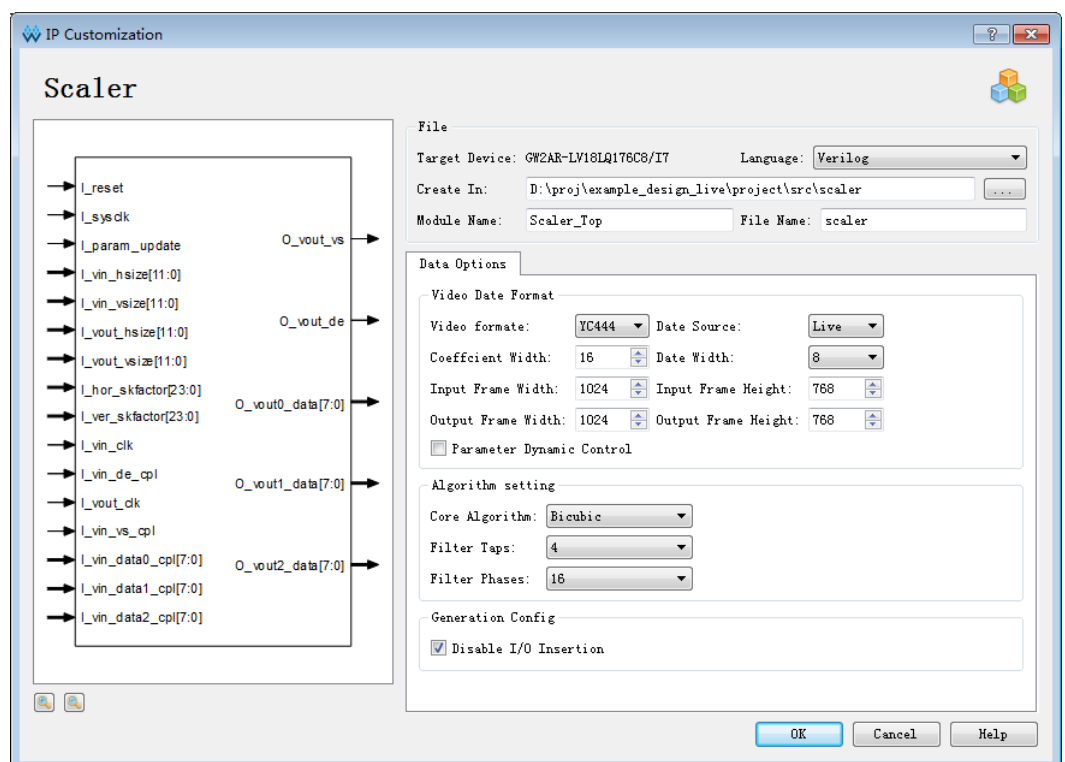 IP Customization
Scaler
I_reset
I_sysclk
I_param_update
I_vin_hsize[11:0]
I_vin_vsize[11:0]
I_vout_hsize[11:0]
I_vout_vsize[11:0]
I_hor_skfactor[23:0]
I_ver_skfactor[23:0]
I_vin_clk
I_vin_de_cpl
I_vout_clk
I_vin_vs_cpl
I_vin_data0_cpl[7:0]
I_vin_data1_cpl[7:0]
I_vin_data2_cpl[7:0]
O_vout_vs
O_vout_de
O_vout0_data[7:0]
O_vout1_data[7:0]
O_vout2_data[7:0]
File
Target Device: GW2AR-LV18LQ176C8/I7 Language: Verilog
Create In: D:\proj\example_design_live\project\src\scaler ...
Module Name: Scaler_Top File Name: scaler
Data Options
Video Date Format
Video formate: YC444 Date Source: Live
Coeffcient Width: 16 Date Width: 8
Input Frame Width: 1024 Input Frame Height: 768
Output Frame Width: 1024 Output Frame Height: 768
Parameter Dynamic Control
Algorithm setting
Core Algorithm: Bicubic
Filter Taps: 4
Filter Phases: 16
Generation Config
Disable I/O Insertion
OK Cancel Help